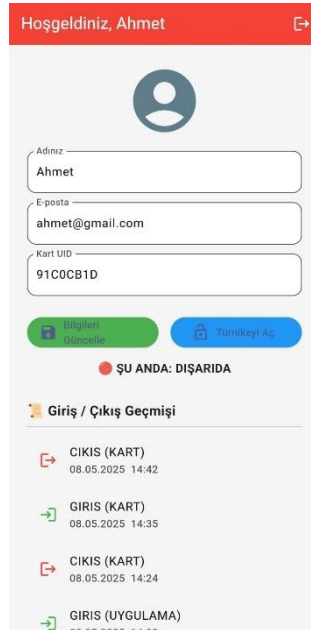 Hoşgeldiniz, Ahmet
Adınız
Ahmet
E-posta
ahmet@gmail.com
Kart UID
91C0CB1D
Bilgileri
Güncelle
Turnikeyi Aç
ŞU ANDA: DIŞARIDA
Giriş / Çıkış Geçmişi
CIKIS (KART)
08.05.2025 14:42
GIRIS (KART)
08.05.2025 14:35
CIKIS (KART)
08.05.2025 14:24
GIRIS (UYGULAMA)